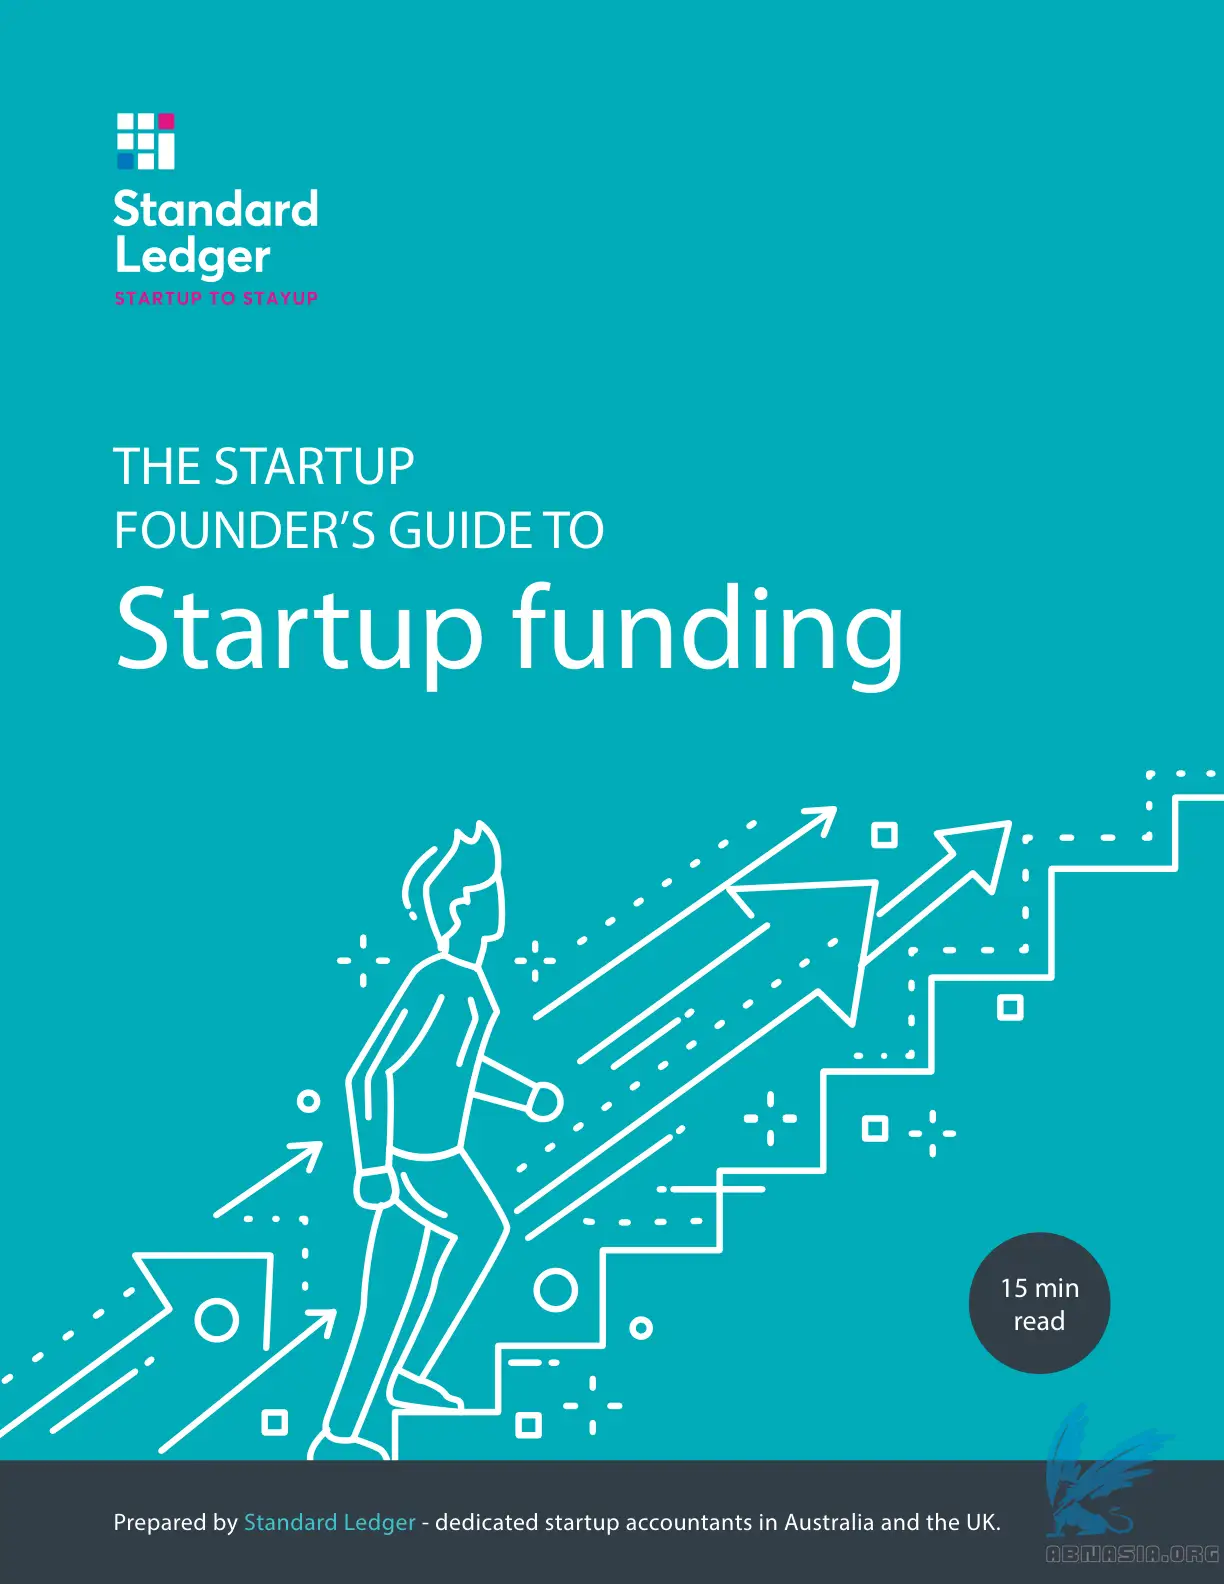 Standard
Ledger
STARTUP TO STAYUP
THE STARTUP
FOUNDER’S GUIDE TO
Startup funding
15 min
read
Prepared by Standard Ledger - dedicated startup accountants in Australia and the UK.
ABNASIA.ORG